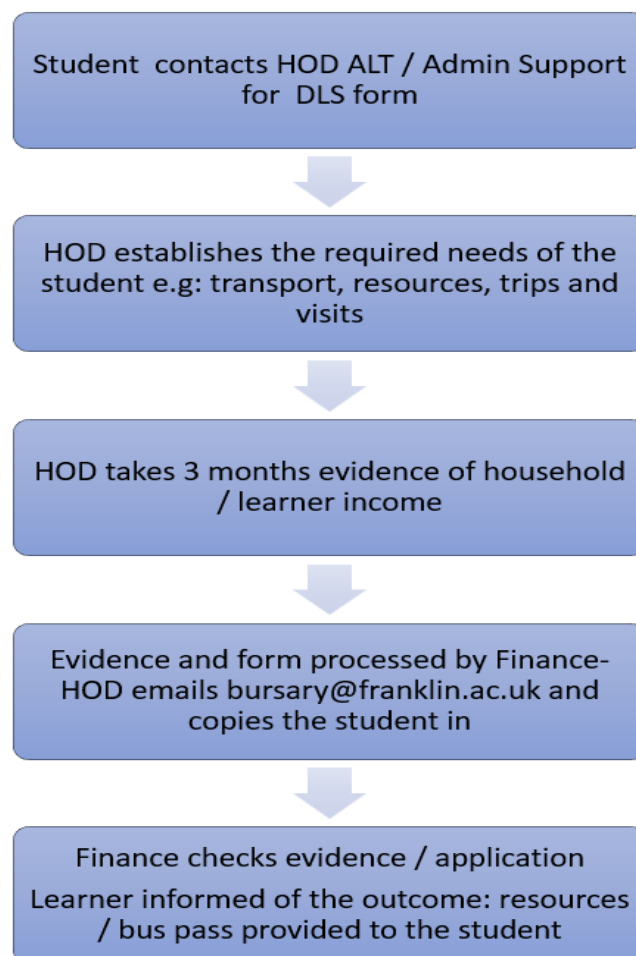 Student  contacts HOD ALT / Admin Support
for  DLS form
HOD establishes the required needs of the
student e.g: transport, resources, trips and
visits
HOD takes 3 months evidence of household
/ learner income
Evidence and form processed by Finance-
HOD emails bursary@franklin.ac.uk and
copies the student in
Finance checks evidence / application
Learner informed of the outcome: resources
/ bus pass provided to the student